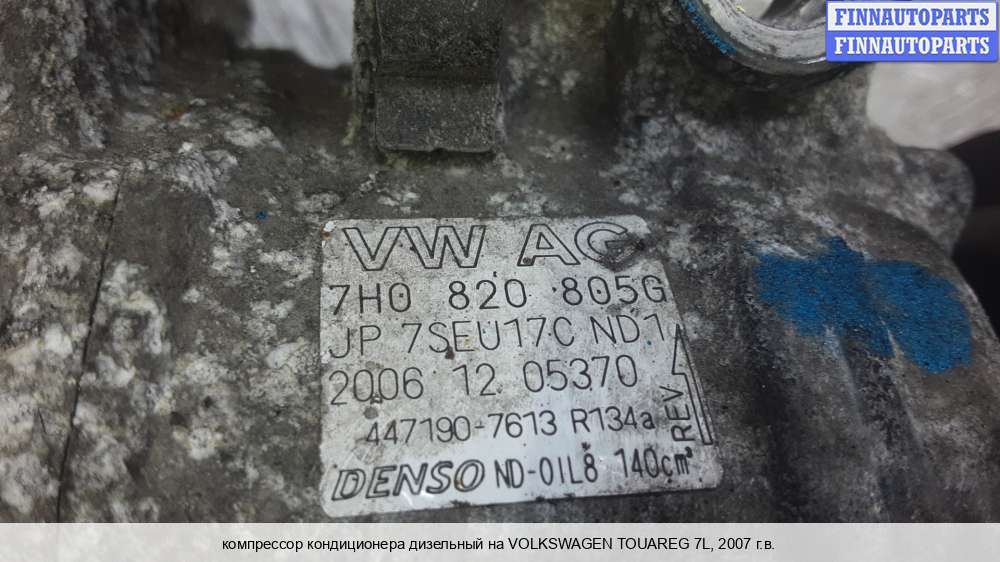 FINNAUTOPARTS
FINNAUTOPARTS
VW AG
7H0 820 805G
JP 7SEU17C ND1
2006 12 05370
447190-7613 R134a
REV
DENSO ND-OIL8 140cm³
компрессор кондиционера дизельный на VOLKSWAGEN TOUAREG 7L, 2007 г.в.